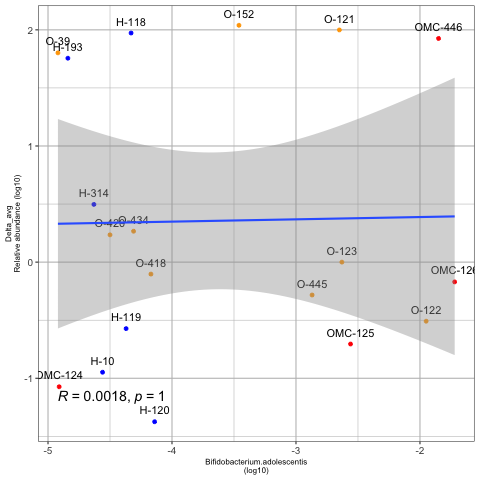 O-152
O-121
H-118
OMC-446
O-39
H-193
2
1
H-314
O-434
Delta_avg
Relative abundance (log10)
O-123
O-418
OMC-126
0
O-445
O-122
H-119
OMC-125
H-10
OMC-124
-1
R = 0.0018, p = 1
H-120
-5
-4
-3
-2
Bifidobacterium.adolescentis
(log10)